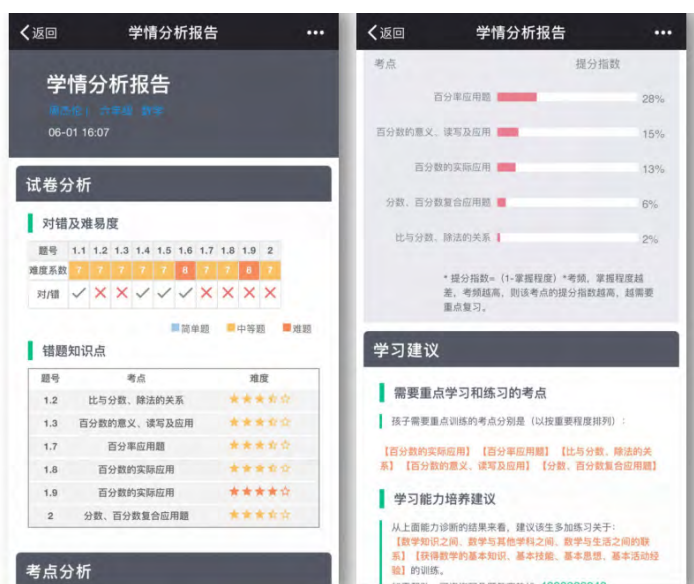 返回
学情分析报告
学情分析报告
六年级 数学
06-01 16:07
试卷分析
对错及难易度
题号 1.1 1.2 1.3 1.4 1.5 1.6 1.7 1.8 1.9 2
难度系数 7 7 7 7 7 8 7 7 8 7
对/错
简单题 中等题 难题
错题知识点
题号 考点 难度
1.2 比与分数、除法的关系
1.3 百分数的意义、读写及应用
1.7 百分率应用题
1.8 百分数的实际应用
1.9 百分数的实际应用
2 分数、百分数复合应用题
考点分析
返回
学情分析报告
考点 提分指数
百分率应用题 28%
百分数的意义、读写及应用 15%
百分数的实际应用 13%
分数、百分数复合应用题 6%
比与分数、除法的关系 2%
* 提分指数=(1-掌握程度)*考频,掌握程度越
差,考频越高,则该考点的提分指数越高,越需要
重点复习。
学习建议
需要重点学习和练习的考点
孩子需要重点训练的考点分别是(以按重要程度排列):
【百分数的实际应用】【百分率应用题】【比与分数、除法的关
系】【百分数的意义、读写及应用】【分数、百分数复合应用题】
学习能力培养建议
从上面能力诊断的结果来看,建议该生多加练习关于:
【数学知识之间、数学与其他学科之间、数学与生活之间的联
系】【获得数学的基本知识、基本技能、基本思想、基本活动经
验】的训练。